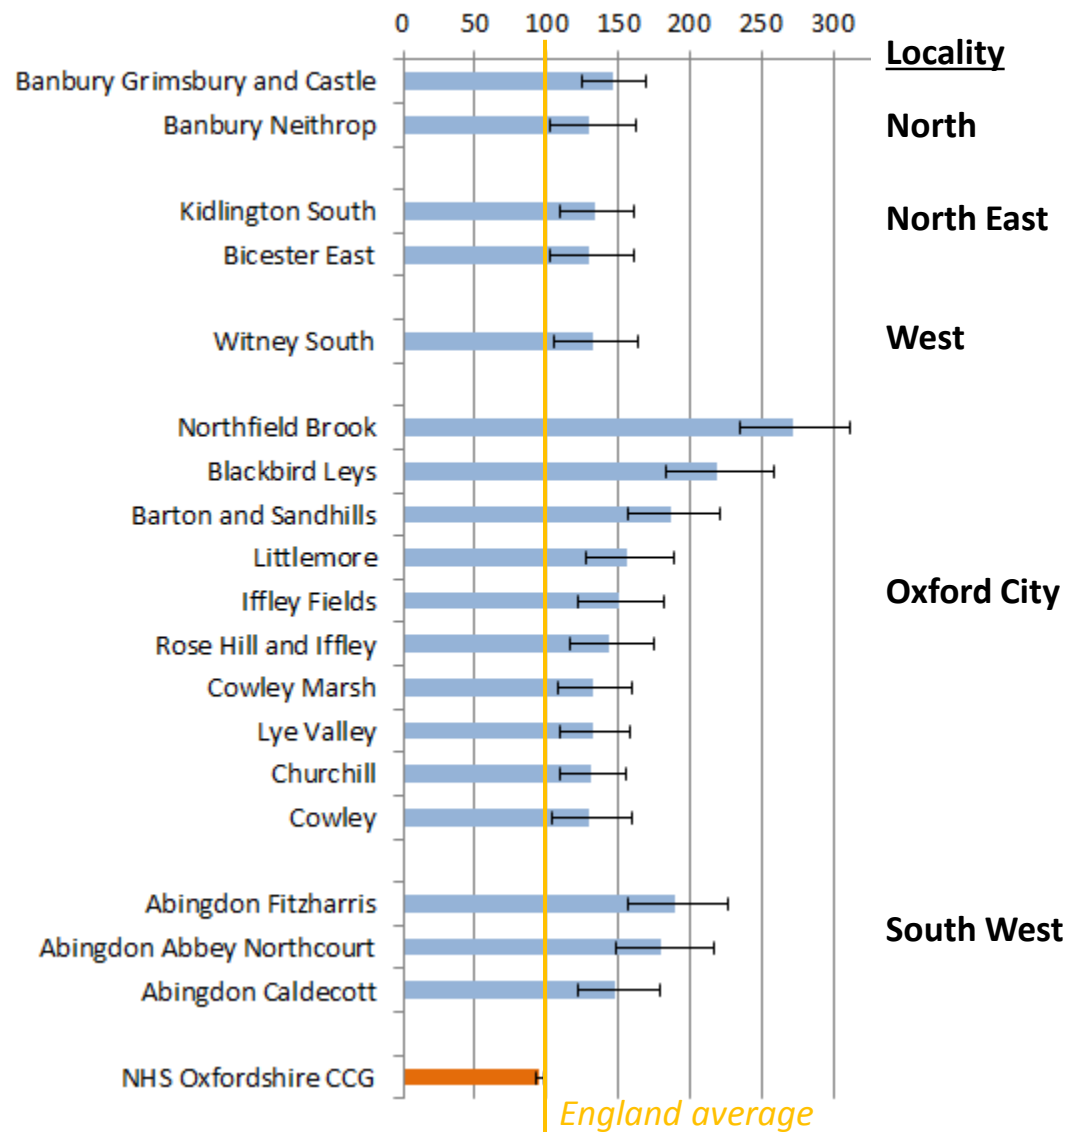 0 50 100 150 200 250 300
Locality
Banbury Grimsbury and Castle
Banbury Neithrop
North
Kidlington South
North East
Bicester East
Witney South
West
Northfield Brook
Blackbird Leys
Barton and Sandhills
Littlemore
Iffley Fields
Oxford City
Rose Hill and Iffley
Cowley Marsh
Lye Valley
Churchill
Cowley
Abingdon Fitzharris
South West
Abingdon Abbey Northcourt
Abingdon Caldecott
NHS Oxfordshire CCG
England average